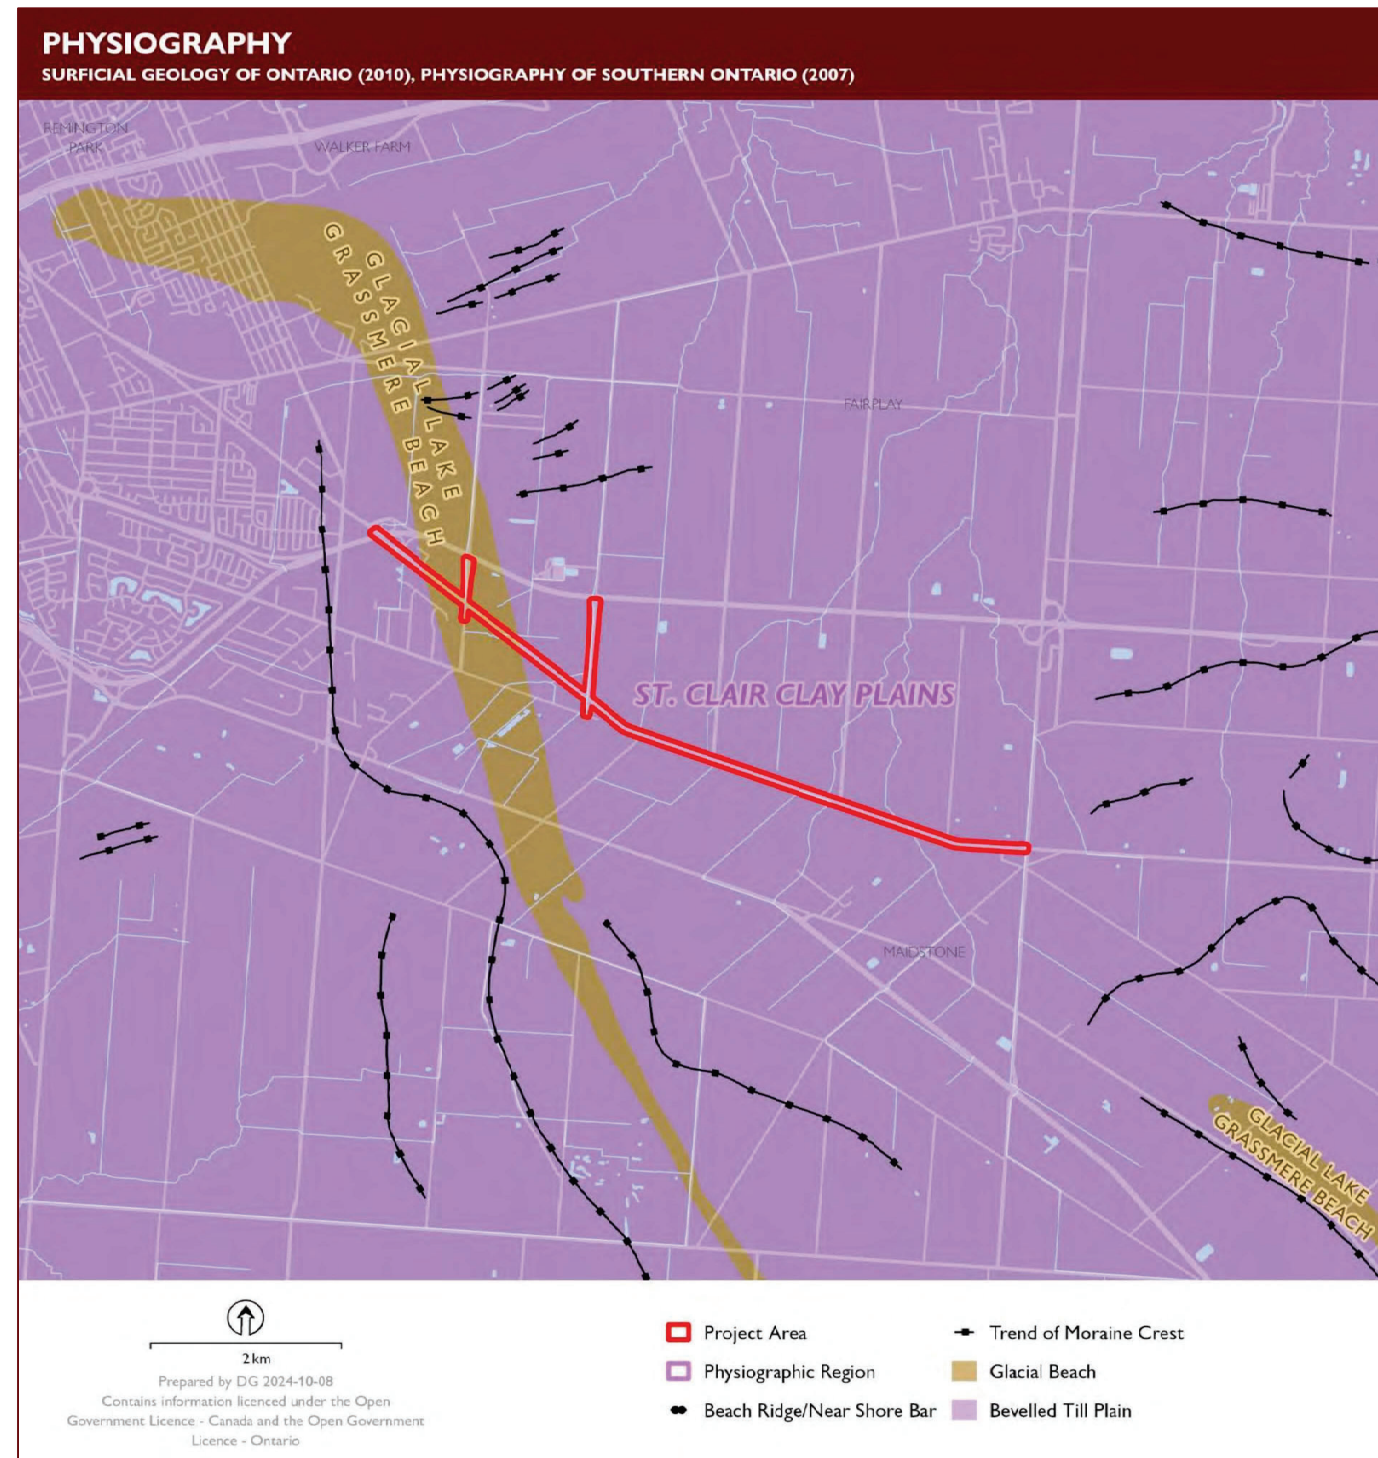 PHYSIOGRAPHY
SURFICIAL GEOLOGY OF ONTARIO (2010), PHYSIOGRAPHY OF SOUTHERN ONTARIO (2007)
REMINGTON
PARK
WALKER FARM
GLACIAL LAKE
GRASSMERE BEACH
FAIRPLAY
ST. CLAIR CLAY PLAINS
MAIDSTONE
GLACIAL LAKE
GRASSMERE BEACH
2 km
Prepared by DG 2024-10-08
Contains information licenced under the Open
Government Licence - Canada and the Open Government
Licence - Ontario
Project Area
Physiographic Region
Beach Ridge/Near Shore Bar
Trend of Moraine Crest
Glacial Beach
Bevelled Till Plain